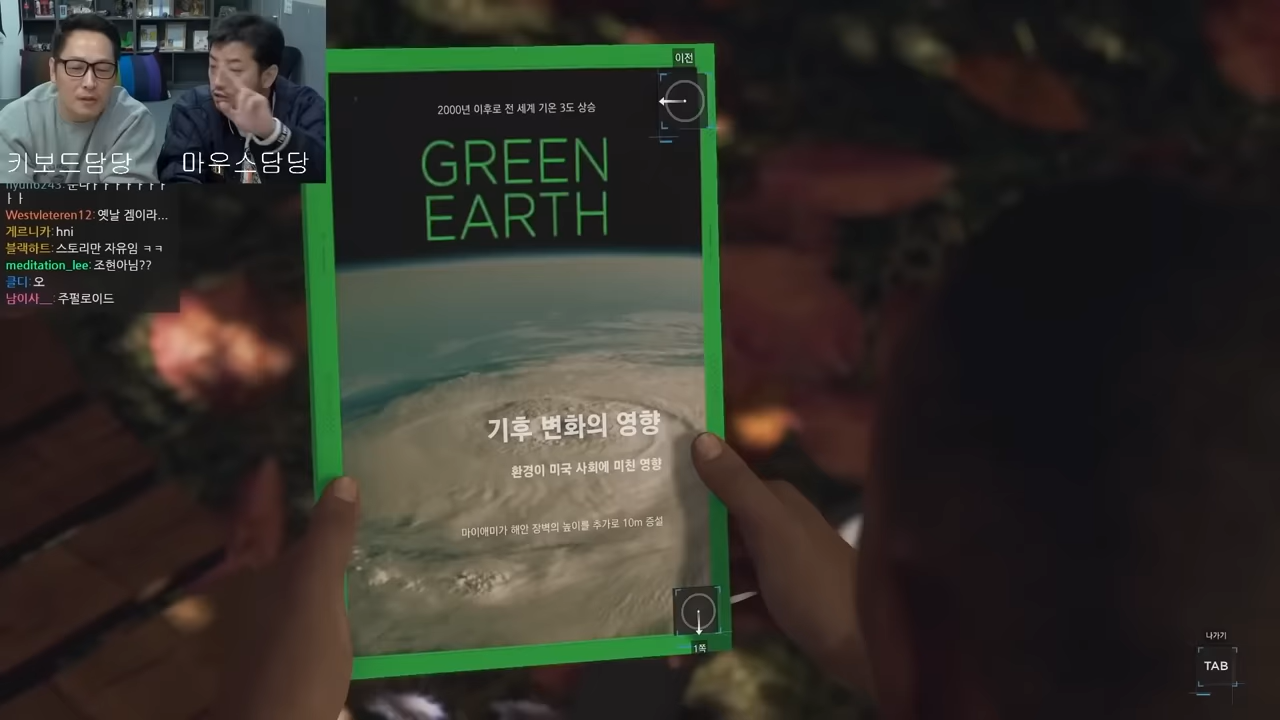 키보드담당
마우스담당
ㅏㅏ
Westvleteren12: 옛날 겜이라...
게르니카: hni
블랙하트: 스토리만 자유임 ㅋㅋ
meditation_lee: 조현아님??
클디: 오
남이사__: 주펄로이드
이전
2000년 이후로 전 세계 기온 3도 상승
GREEN
EARTH
기후 변화의 영향
환경이 미국 사회에 미친 영향
마이애미가 해안 장벽의 높이를 추가로 10m 증설
1쪽
나가기
TAB